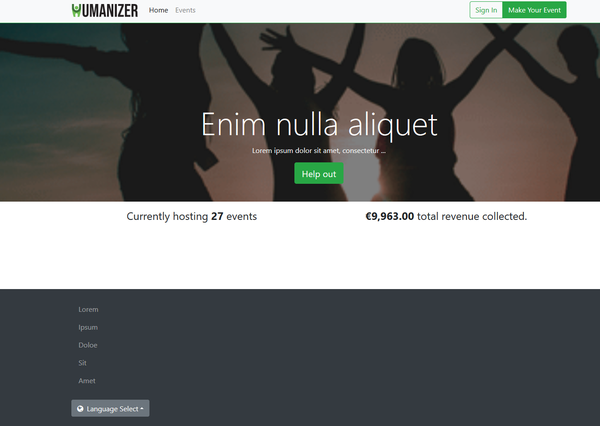 HUMANIZER Home Events Sign In Make Your Event
Enim nulla aliquet
Lorem ipsum dolor sit amet, consectetur ...
Help out
Currently hosting 27 events €9,963.00 total revenue collected.
Lorem
Ipsum
Doloe
Sit
Amet
Language Select